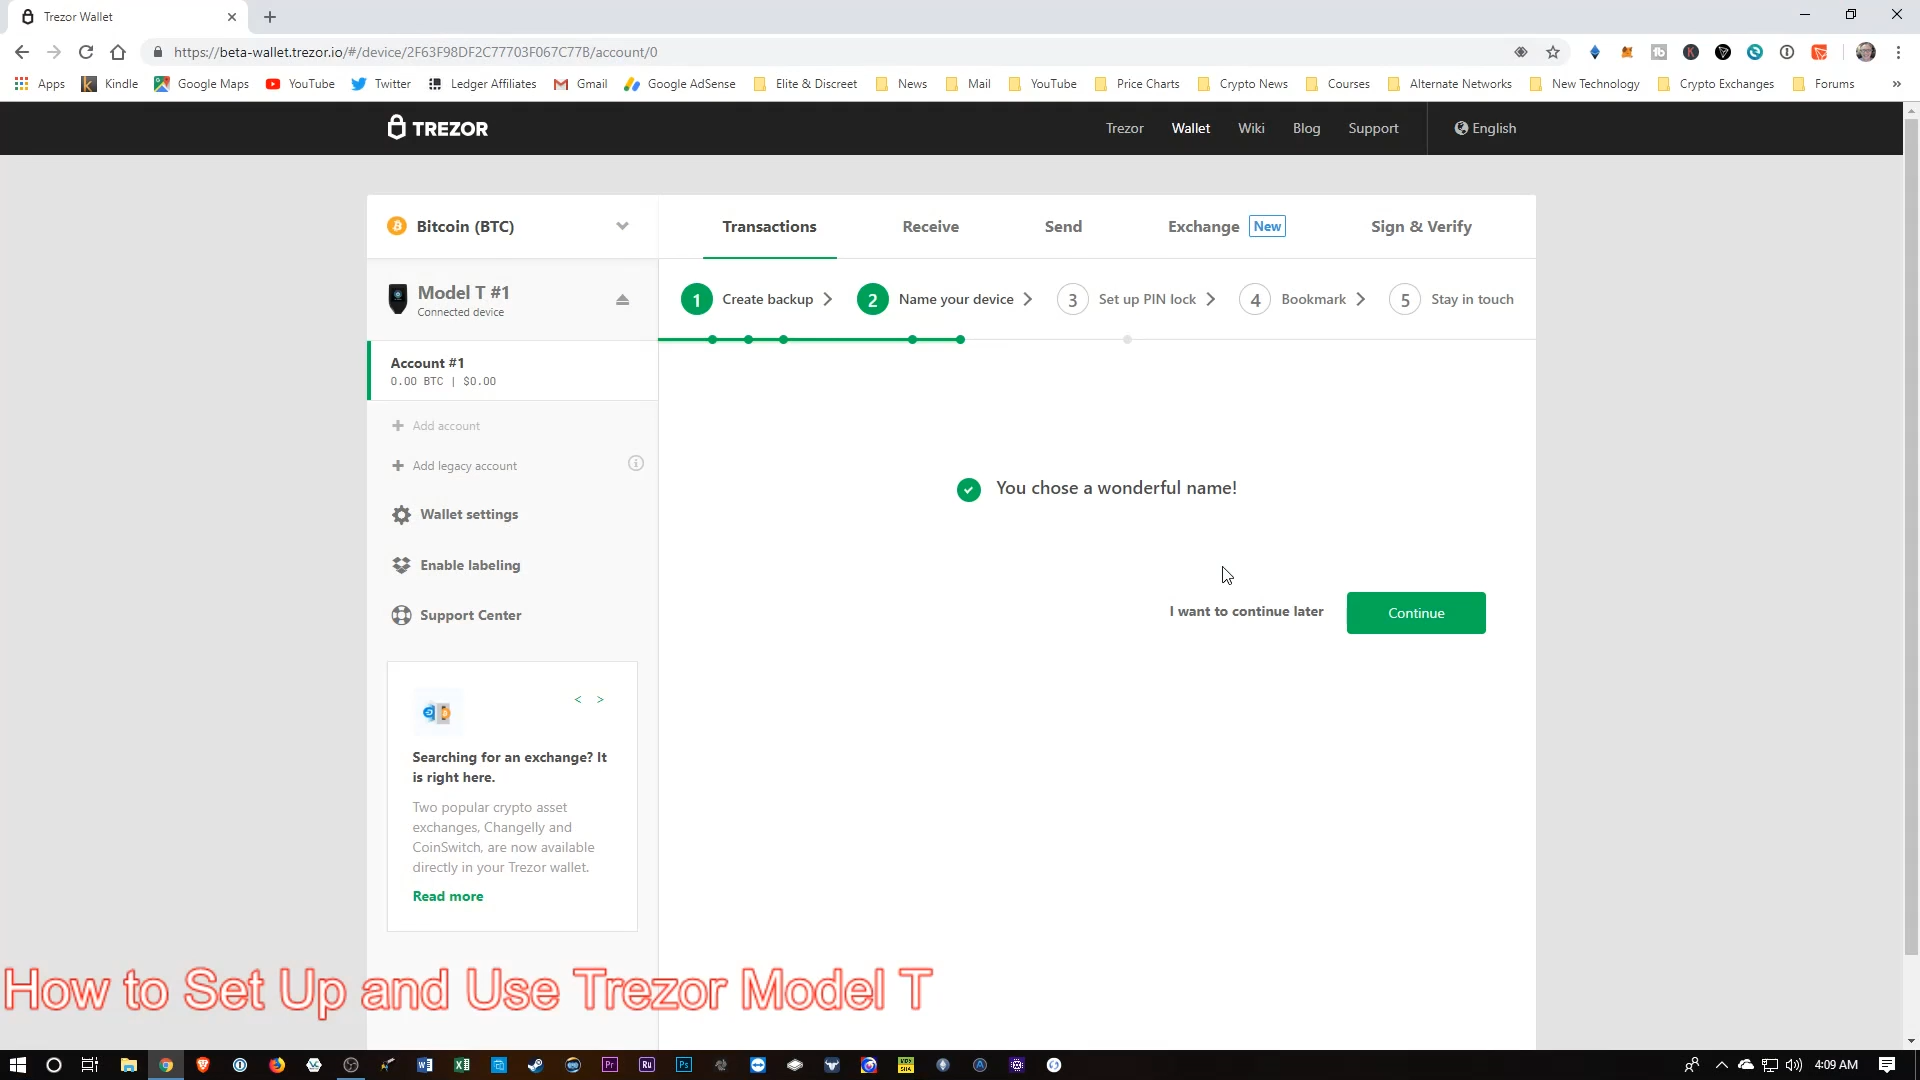 Trezor Wallet
https://beta-wallet.trezor.io/#/device/2F63F98DF2C77703F067C77B/account/0
Apps Kindle Google Maps YouTube Twitter Ledger Affiliates Gmail Google AdSense Elite & Discreet News Mail YouTube Price Charts Crypto News Courses Alternate Networks New Technology Crypto Exchanges Forums »
TREZOR Trezor Wallet Wiki Blog Support English
Bitcoin (BTC)
Transactions Receive Send Exchange New Sign & Verify
Model T #1
Connected device
1 Create backup 2 Name your device 3 Set up PIN lock 4 Bookmark 5 Stay in touch
Account #1
0.00 BTC | $0.00
Add account
Add legacy account
Wallet settings
Enable labeling
Support Center
You chose a wonderful name!
I want to continue later Continue
< >
Searching for an exchange? It
is right here.
Two popular crypto asset
exchanges, Changelly and
CoinSwitch, are now available
directly in your Trezor wallet.
Read more
How to Set Up and Use Trezor Model T
4:09 AM